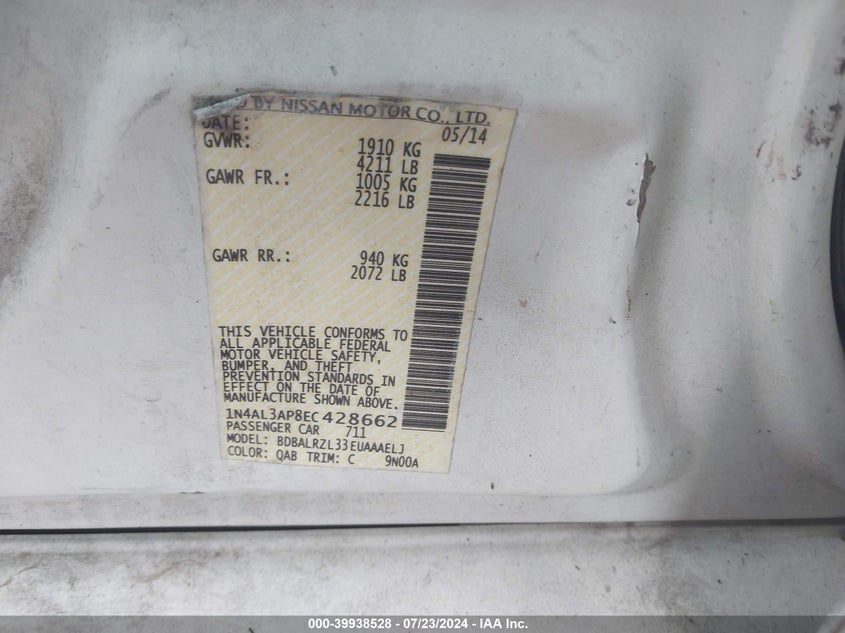 BY NISSAN MOTOR CO., LTD.
DATE: 05/14
GVWR: 1910 KG
4211 LB
GAWR FR.: 1005 KG
2216 LB
GAWR RR.: 940 KG
2072 LB
THIS VEHICLE CONFORMS TO
ALL APPLICABLE FEDERAL
MOTOR VEHICLE SAFETY,
BUMPER, AND THEFT
PREVENTION STANDARDS IN
EFFECT ON THE DATE OF
MANUFACTURE SHOWN ABOVE.
1N4AL3AP8EC428662
PASSENGER CAR 711
MODEL: BDBALRZL33EUAAAELJ
COLOR: QAB TRIM: C 9N00A
000-39938528 - 07/23/2024 - IAA Inc.